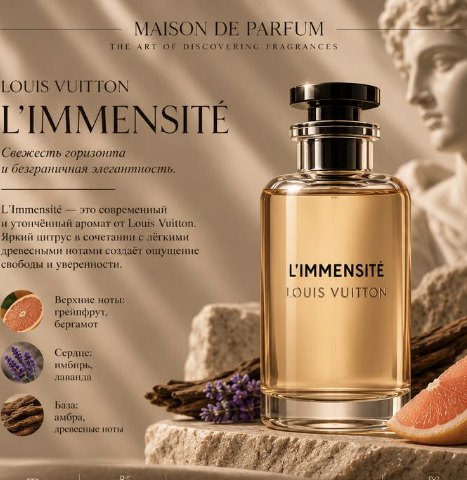 MAISON DE PARFUM
THE ART OF DISCOVERING FRAGRANCES
LOUIS VUITTON
L'IMMENSITÉ
Свежесть горизонта
и безграничная элегантность.
L'Immensité — это современный
и утончённый аромат от Louis Vuitton.
Яркий цитрус в сочетании с лёгкими
древесными нотами создаёт ощущение
свободы и уверенности.
Верхние ноты:
грейпфрут,
бергамот
Сердце:
имбирь,
лаванда
База:
амбра,
древесные ноты
L'IMMENSITÉ
LOUIS VUITTON